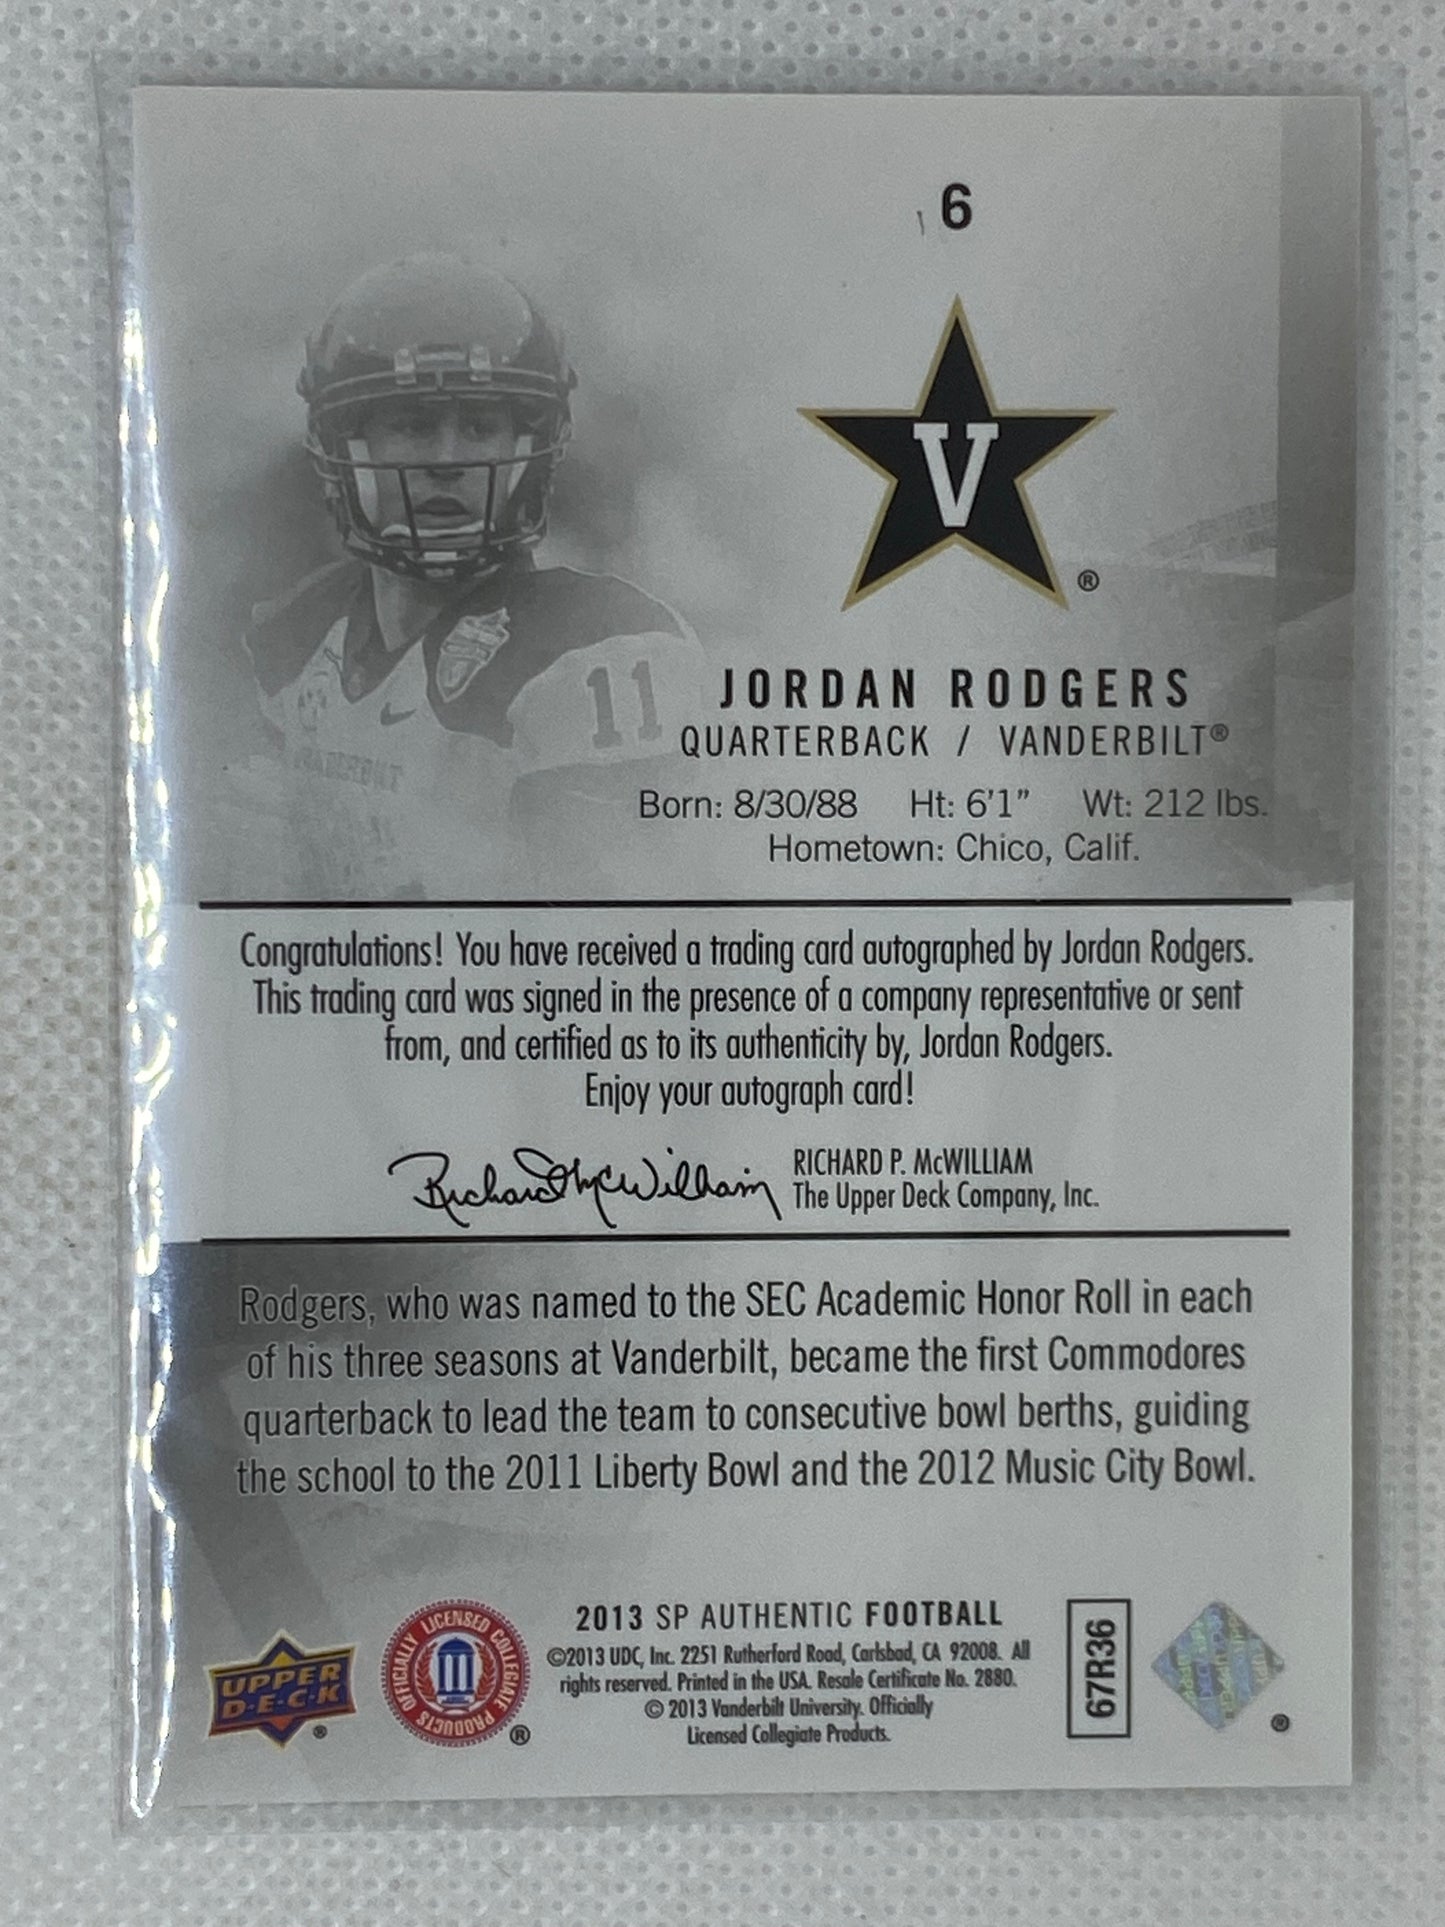 6
V
®
JORDAN RODGERS
11
QUARTERBACK / VANDERBILT®
Born: 8/30/88 Ht: 6'1" Wt: 212 lbs.
Hometown: Chico, Calif.
Congratulations! You have received a trading card autographed by Jordan Rodgers.
This trading card was signed in the presence of a company representative or sent
from, and certified as to its authenticity by, Jordan Rodgers.
Enjoy your autograph card!
Richard McWilliam
RICHARD P. McWILLIAM
The Upper Deck Company, Inc.
Rodgers, who was named to the SEC Academic Honor Roll in each
of his three seasons at Vanderbilt, became the first Commodores
quarterback to lead the team to consecutive bowl berths, guiding
the school to the 2011 Liberty Bowl and the 2012 Music City Bowl.
UPPER
D·E·C·K
®
OFFICIALLY LICENSED COLLEGIATE PRODUCTS
®
2013 SP AUTHENTIC FOOTBALL
©2013 UDC, Inc. 2251 Rutherford Road, Carlsbad, CA 92008. All
rights reserved. Printed in the USA. Resale Certificate No. 2880.
© 2013 Vanderbilt University. Officially
Licensed Collegiate Products.
67R36
®